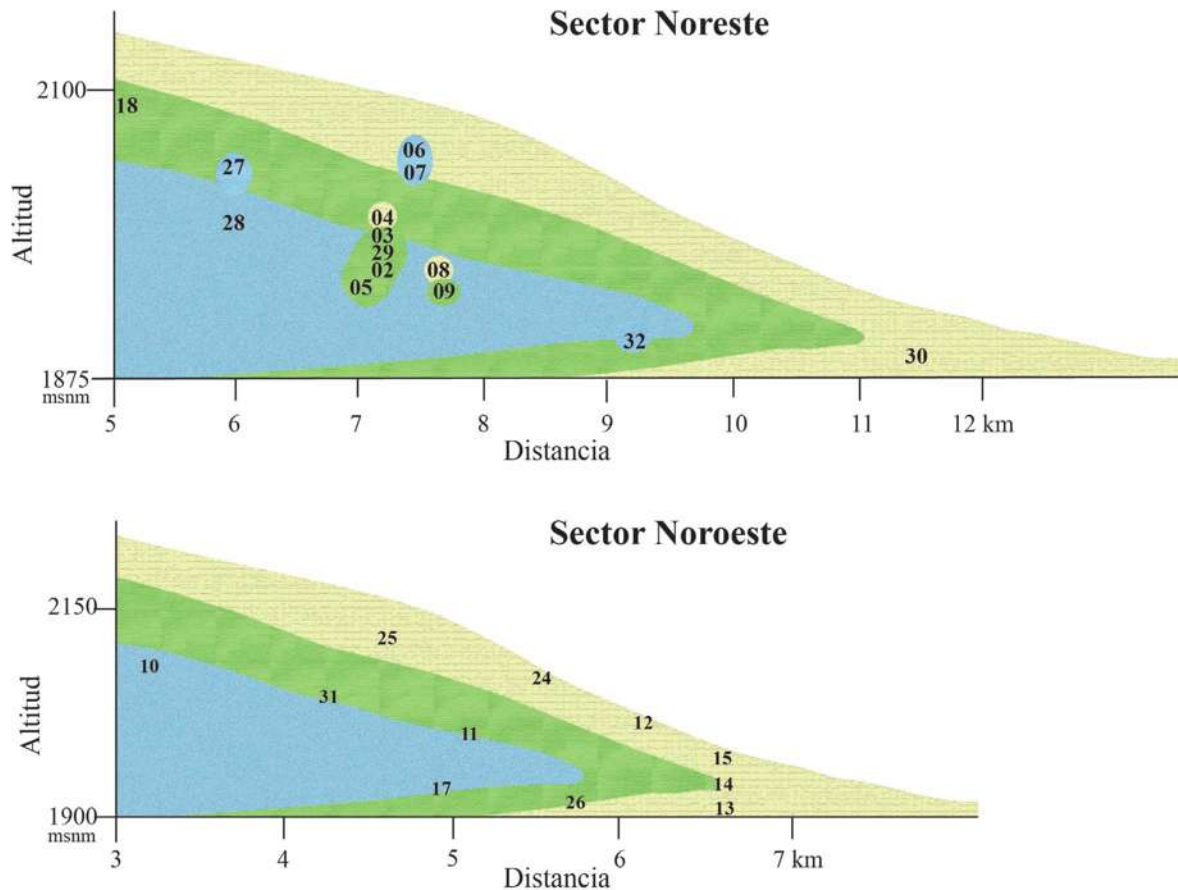 Sector Noreste
2100
18
06
07
27
04
28
03
29
02
08
05
09
32
30
Altitud
1875
msnm
5 6 7 8 9 10 11 12 km
Distancia
Sector Noroeste
2150
25
10
24
31
12
11
15
17
14
26
13
Altitud
1900
msnm
3 4 5 6 7 km
Distancia